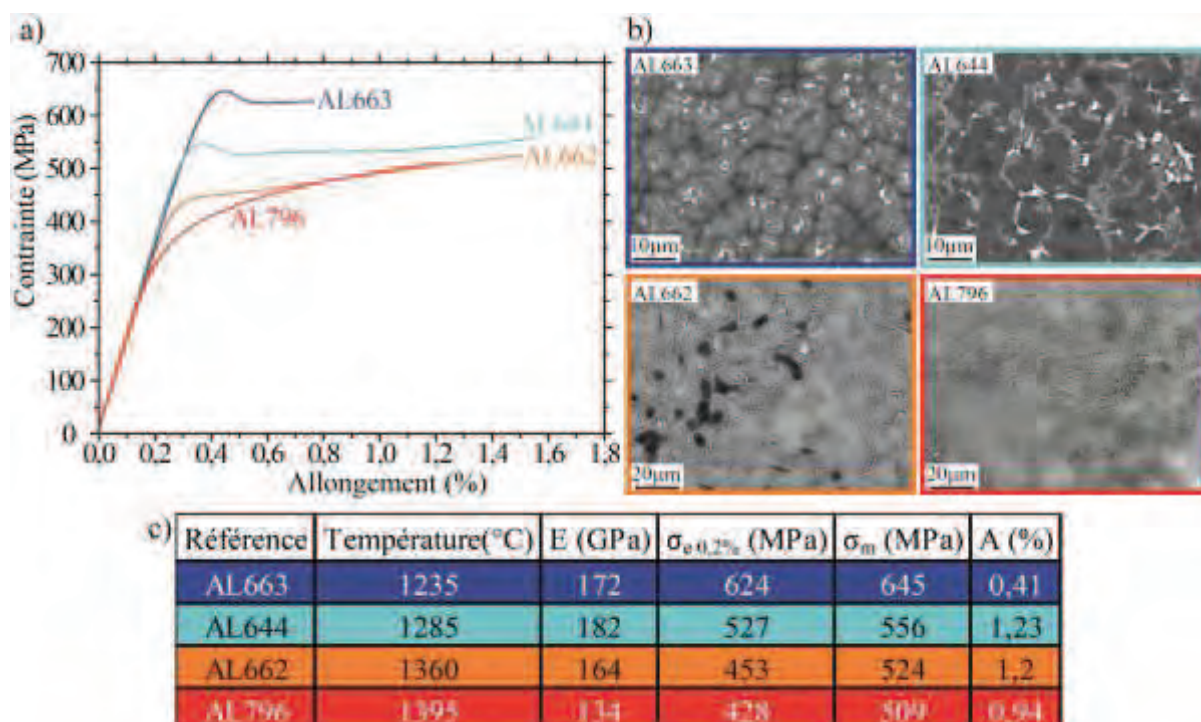 a)
b)
700
600
500
400
300
200
100
0
Contrainte (MPa)
AL663
AL644
AL662
AL796
0,0 0,2 0,4 0,6 0,8 1,0 1,2 1,4 1,6 1,8
Allongement (%)
AL663
10µm
AL644
10µm
AL662
20µm
AL796
20µm
c)
Référence Température(°C) E (GPa) σe 0,2% (MPa) σm (MPa) A (%)
AL663 1235 172 624 645 0,41
AL644 1285 182 527 556 1,23
AL662 1360 164 453 524 1,2
AL796 1395 134 428 509 0,94